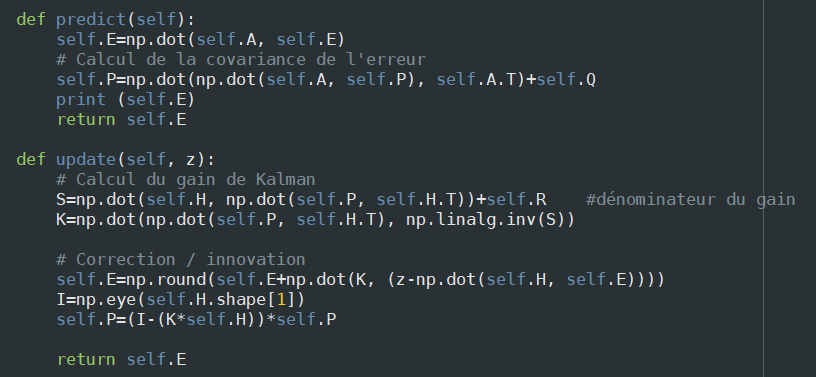 def predict(self):
    self.E=np.dot(self.A, self.E)
    # Calcul de la covariance de l'erreur
    self.P=np.dot(np.dot(self.A, self.P), self.A.T)+self.Q
    print (self.E)
    return self.E

def update(self, z):
    # Calcul du gain de Kalman
    S=np.dot(self.H, np.dot(self.P, self.H.T))+self.R    #dénominateur du gain
    K=np.dot(np.dot(self.P, self.H.T), np.linalg.inv(S))

    # Correction / innovation
    self.E=np.round(self.E+np.dot(K, (z-np.dot(self.H, self.E))))
    I=np.eye(self.H.shape[1])
    self.P=(I-(K*self.H))*self.P

    return self.E